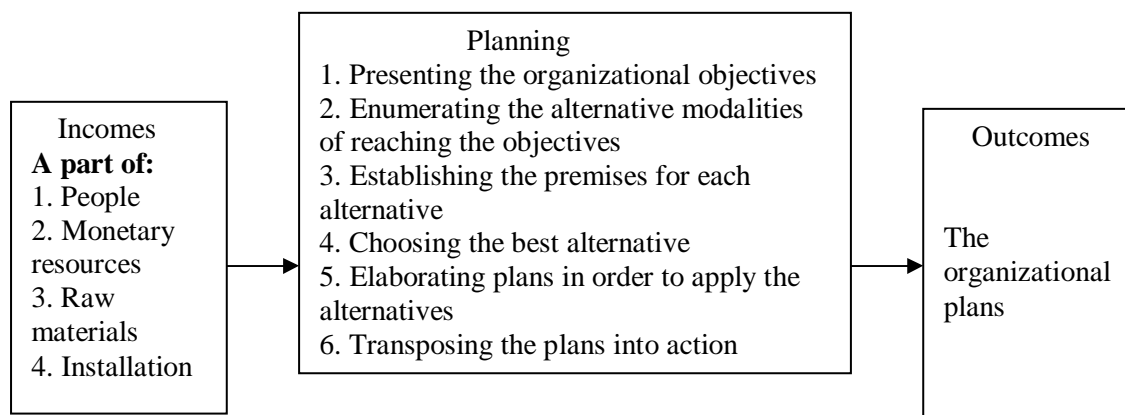 Incomes
A part of:
1. People
2. Monetary
resources
3. Raw
materials
4. Installation
Planning
1. Presenting the organizational objectives
2. Enumerating the alternative modalities
of reaching the objectives
3. Establishing the premises for each
alternative
4. Choosing the best alternative
5. Elaborating plans in order to apply the
alternatives
6. Transposing the plans into action
Outcomes
The
organizational
plans